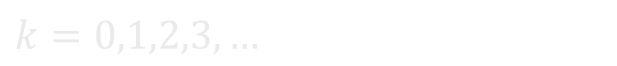 k = 0,1,2,3, ...